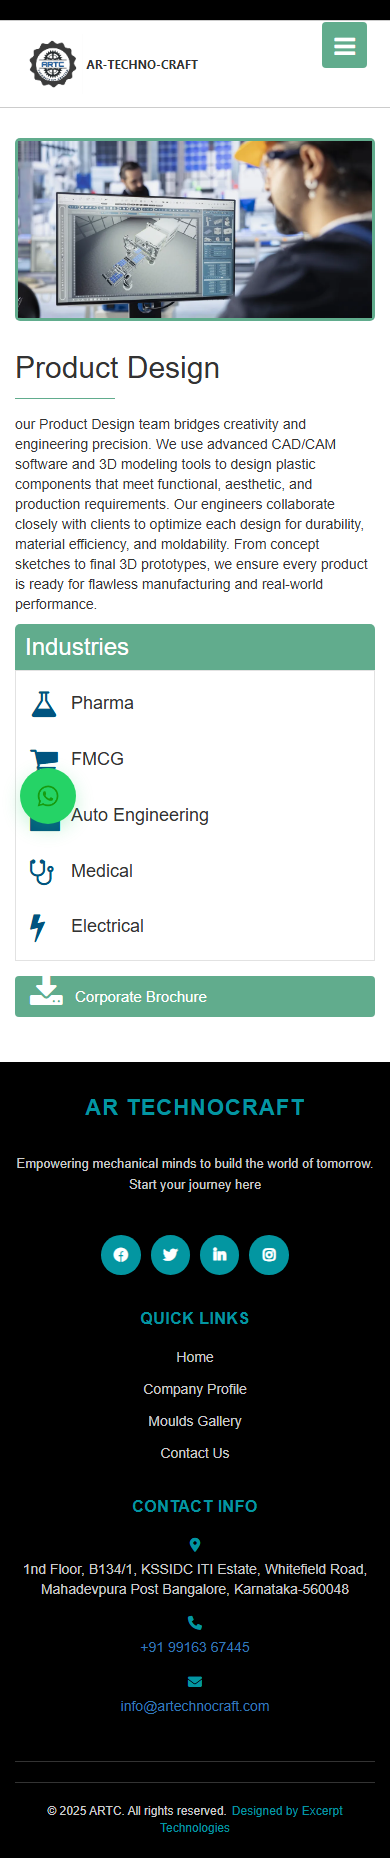 ARTC
AR-TECHNO-CRAFT
Product Design
our Product Design team bridges creativity and
engineering precision. We use advanced CAD/CAM
software and 3D modeling tools to design plastic
components that meet functional, aesthetic, and
production requirements. Our engineers collaborate
closely with clients to optimize each design for durability,
material efficiency, and moldability. From concept
sketches to final 3D prototypes, we ensure every product
is ready for flawless manufacturing and real-world
performance.
Industries
Pharma
FMCG
Auto Engineering
Medical
Electrical
Corporate Brochure
AR TECHNOCRAFT
Empowering mechanical minds to build the world of tomorrow.
Start your journey here
QUICK LINKS
Home
Company Profile
Moulds Gallery
Contact Us
CONTACT INFO
1nd Floor, B134/1, KSSIDC ITI Estate, Whitefield Road,
Mahadevpura Post Bangalore, Karnataka-560048
+91 99163 67445
info@artechnocraft.com
© 2025 ARTC. All rights reserved. Designed by Excerpt
Technologies